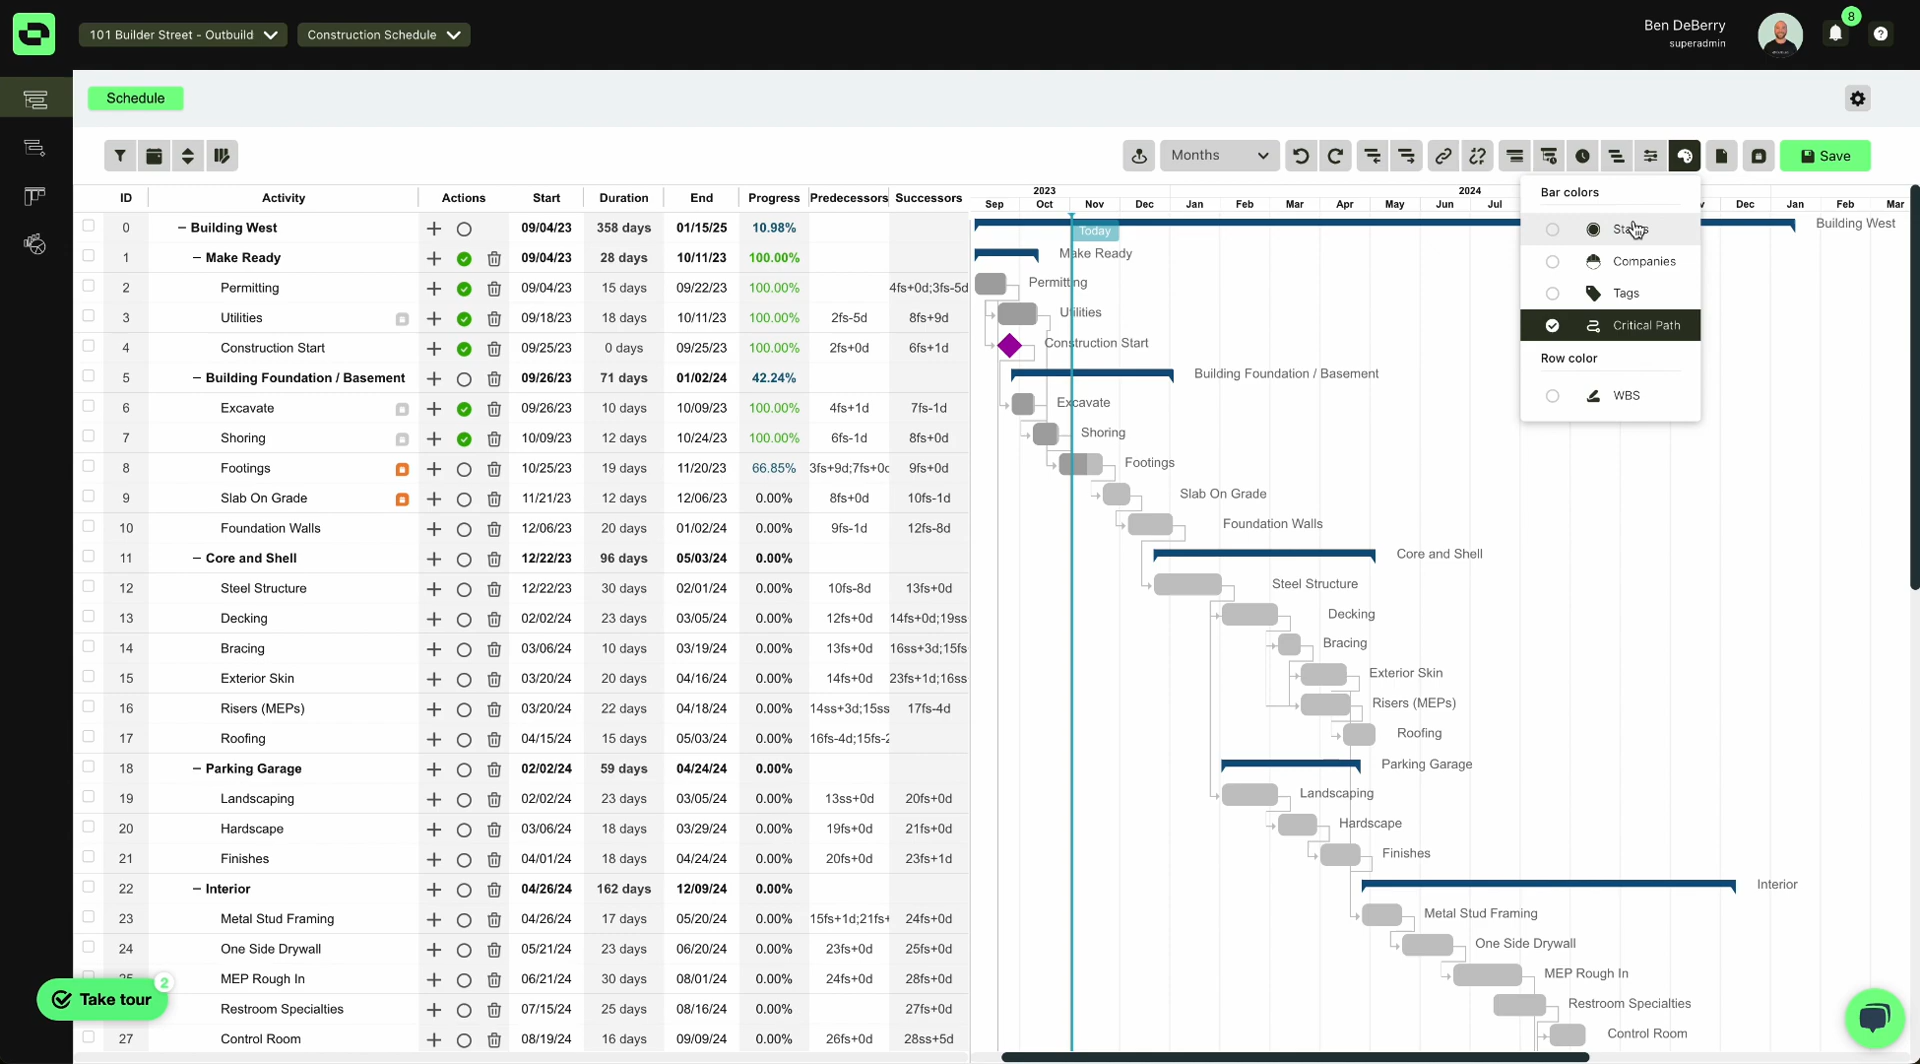 101 Builder Street - Outbuild
Construction Schedule
Ben DeBerry
superadmin
8
Schedule
Months
Save
ID Activity Actions Start Duration End Progress Predecessors Successors
2023 2024
Sep Oct Nov Dec Jan Feb Mar Apr May Jun Jul Dec Jan Feb Mar
Today
Bar colors
Companies
Tags
Critical Path
Row color
WBS
0 − Building West 09/04/23 358 days 01/15/25 10.98% Building West
1 − Make Ready 09/04/23 28 days 10/11/23 100.00% Make Ready
2 Permitting 09/04/23 15 days 09/22/23 100.00% 4fs+0d;3fs-5d Permitting
3 Utilities 09/18/23 18 days 10/11/23 100.00% 2fs-5d 8fs+9d Utilities
4 Construction Start 09/25/23 0 days 09/25/23 100.00% 2fs+0d 6fs+1d Construction Start
5 − Building Foundation / Basement 09/26/23 71 days 01/02/24 42.24% Building Foundation / Basement
6 Excavate 09/26/23 10 days 10/09/23 100.00% 4fs+1d 7fs-1d Excavate
7 Shoring 10/09/23 12 days 10/24/23 100.00% 6fs-1d 8fs+0d Shoring
8 Footings 10/25/23 19 days 11/20/23 66.85% 3fs+9d;7fs+0d 9fs+0d Footings
9 Slab On Grade 11/21/23 12 days 12/06/23 0.00% 8fs+0d 10fs-1d Slab On Grade
10 Foundation Walls 12/06/23 20 days 01/02/24 0.00% 9fs-1d 12fs-8d Foundation Walls
11 − Core and Shell 12/22/23 96 days 05/03/24 0.00% Core and Shell
12 Steel Structure 12/22/23 30 days 02/01/24 0.00% 10fs-8d 13fs+0d Steel Structure
13 Decking 02/02/24 23 days 03/05/24 0.00% 12fs+0d 14fs+0d;19ss Decking
14 Bracing 03/06/24 10 days 03/19/24 0.00% 13fs+0d 16ss+3d;15fs Bracing
15 Exterior Skin 03/20/24 20 days 04/16/24 0.00% 14fs+0d 23fs+1d;16ss Exterior Skin
16 Risers (MEPs) 03/20/24 22 days 04/18/24 0.00% 14ss+3d;15ss 17fs-4d Risers (MEPs)
17 Roofing 04/15/24 15 days 05/03/24 0.00% 16fs-4d;15fs-2 Roofing
18 − Parking Garage 02/02/24 59 days 04/24/24 0.00% Parking Garage
19 Landscaping 02/02/24 23 days 03/05/24 0.00% 13ss+0d 20fs+0d Landscaping
20 Hardscape 03/06/24 18 days 03/29/24 0.00% 19fs+0d 21fs+0d Hardscape
21 Finishes 04/01/24 18 days 04/24/24 0.00% 20fs+0d 23fs+1d Finishes
22 − Interior 04/26/24 162 days 12/09/24 0.00% Interior
23 Metal Stud Framing 04/26/24 17 days 05/20/24 0.00% 15fs+1d;21fs+ 24fs+0d Metal Stud Framing
24 One Side Drywall 05/21/24 23 days 06/20/24 0.00% 23fs+0d 25fs+0d One Side Drywall
25 MEP Rough In 06/21/24 30 days 08/01/24 0.00% 24fs+0d 28fs+0d MEP Rough In
Restroom Specialties 07/15/24 25 days 08/16/24 0.00% 27fs+0d Restroom Specialties
27 Control Room 08/19/24 16 days 09/09/24 0.00% 26fs+0d 28ss+5d Control Room
Take tour
2